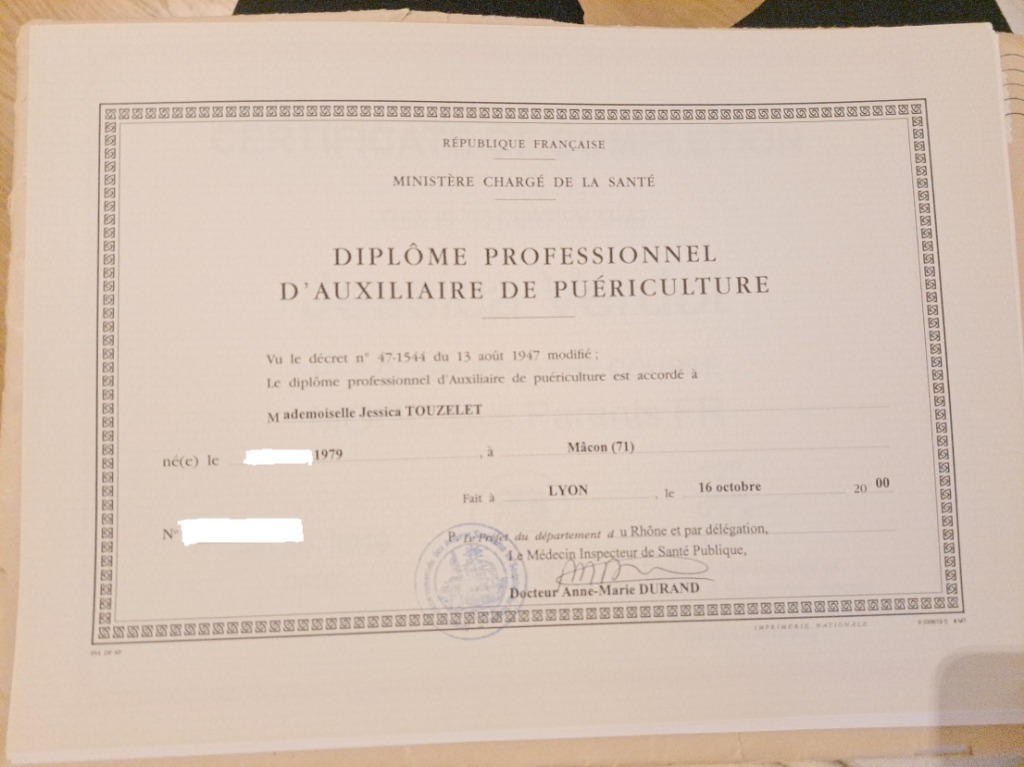 RÉPUBLIQUE FRANÇAISE
MINISTÈRE CHARGÉ DE LA SANTÉ
DIPLÔME PROFESSIONNEL
D'AUXILIAIRE DE PUÉRICULTURE
Vu le décret n° 47-1544 du 13 août 1947 modifié ;
Le diplôme professionnel d'Auxiliaire de puériculture est accordé à
M ademoiselle Jessica TOUZELET
né(e) le 1979 , à Mâcon (71)
Fait à LYON , le 16 octobre 20 00
N° P. Le Préfet du département d u Rhône et par délégation,
Le Médecin Inspecteur de Santé Publique,
Docteur Anne-Marie DURAND
IMPRIMERIE NATIONALE